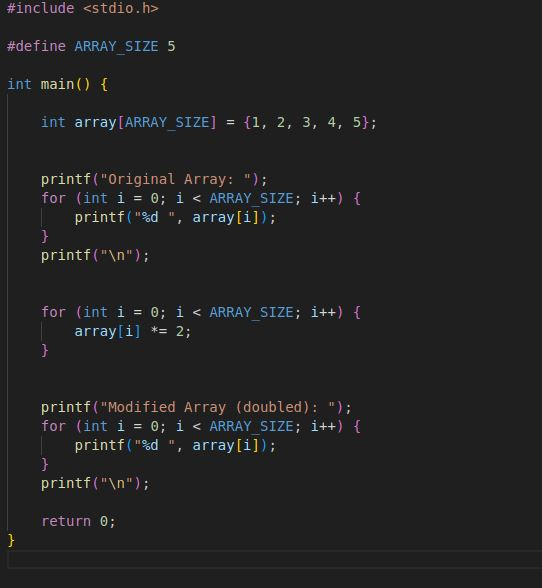 #include <stdio.h>
#define ARRAY_SIZE 5
int main() {
    int array[ARRAY_SIZE] = {1, 2, 3, 4, 5};
    printf("Original Array: ");
    for (int i = 0; i < ARRAY_SIZE; i++) {
        printf("%d ", array[i]);
    }
    printf("\n");
    for (int i = 0; i < ARRAY_SIZE; i++) {
        array[i] *= 2;
    }
    printf("Modified Array (doubled): ");
    for (int i = 0; i < ARRAY_SIZE; i++) {
        printf("%d ", array[i]);
    }
    printf("\n");
    return 0;
}